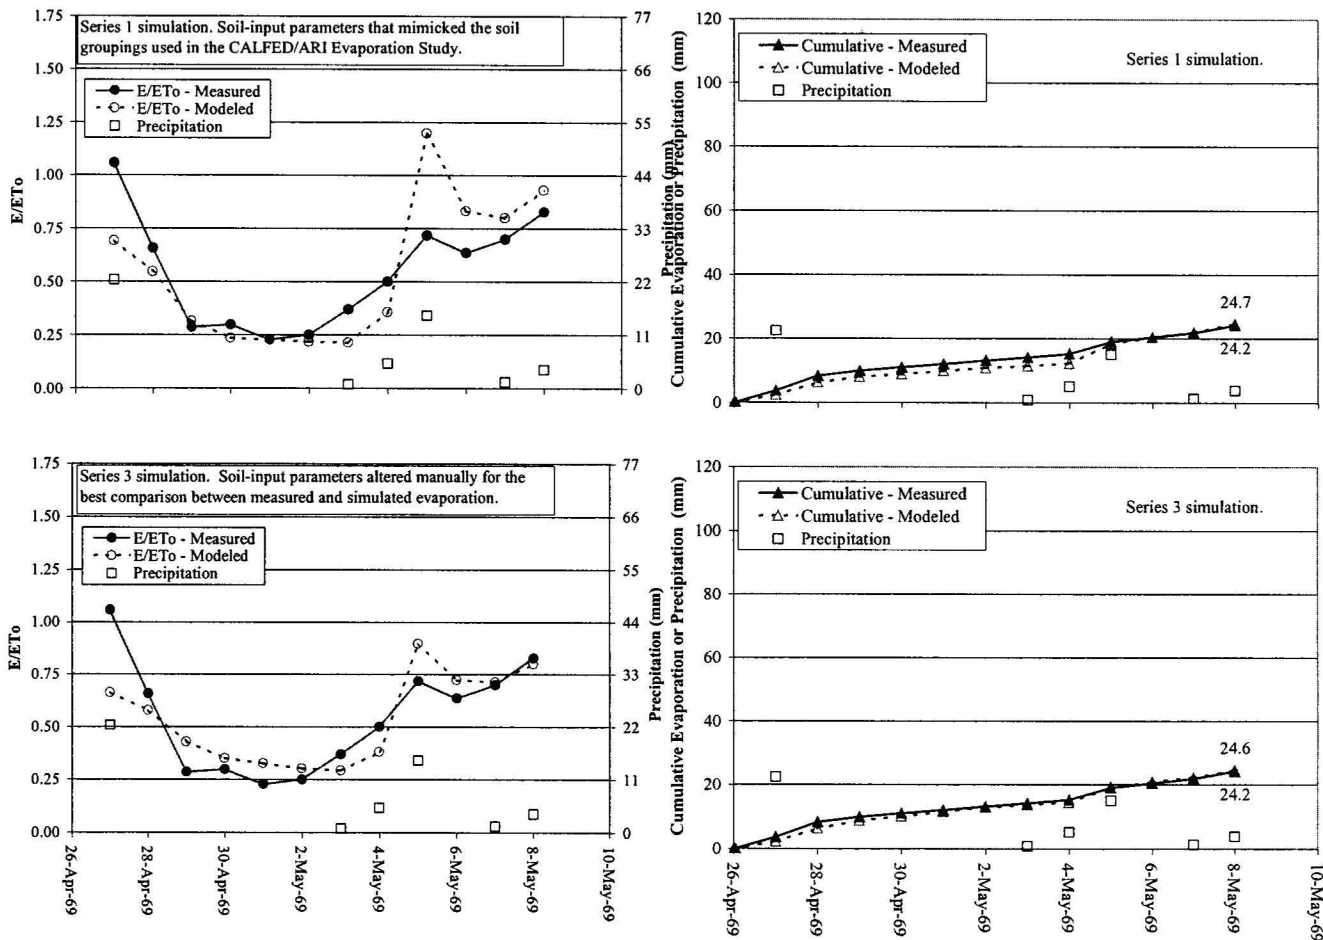 Series 1 simulation. Soil-input parameters that mimicked the soil
groupings used in the CALFED/ARI Evaporation Study.
E/ETo - Measured
E/ETo - Modeled
Precipitation
1.75
1.50
1.25
1.00
0.75
0.50
0.25
0.00
E/ETo
77
66
55
44
33
22
11
0
Precipitation (mm)
Cumulative - Measured
Cumulative - Modeled
Precipitation
Series 1 simulation.
120
100
80
60
40
20
0
Cumulative Evaporation or Precipitation (mm)
24.7
24.2
Series 3 simulation. Soil-input parameters altered manually for the
best comparison between measured and simulated evaporation.
E/ETo - Measured
E/ETo - Modeled
Precipitation
1.75
1.50
1.25
1.00
0.75
0.50
0.25
0.00
E/ETo
77
66
55
44
33
22
11
0
Precipitation (mm)
26-Apr-69
28-Apr-69
30-Apr-69
2-May-69
4-May-69
6-May-69
8-May-69
10-May-69
Cumulative - Measured
Cumulative - Modeled
Precipitation
Series 3 simulation.
120
100
80
60
40
20
0
Cumulative Evaporation or Precipitation (mm)
24.6
24.2
26-Apr-69
28-Apr-69
30-Apr-69
2-May-69
4-May-69
6-May-69
8-May-69
10-May-69